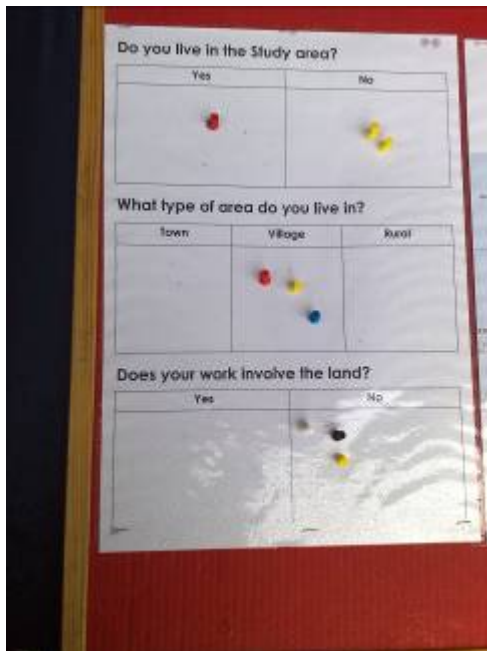 Do you live in the Study area?
Yes No
What type of area do you live in?
Town Village Rural
Does your work involve the land?
Yes No